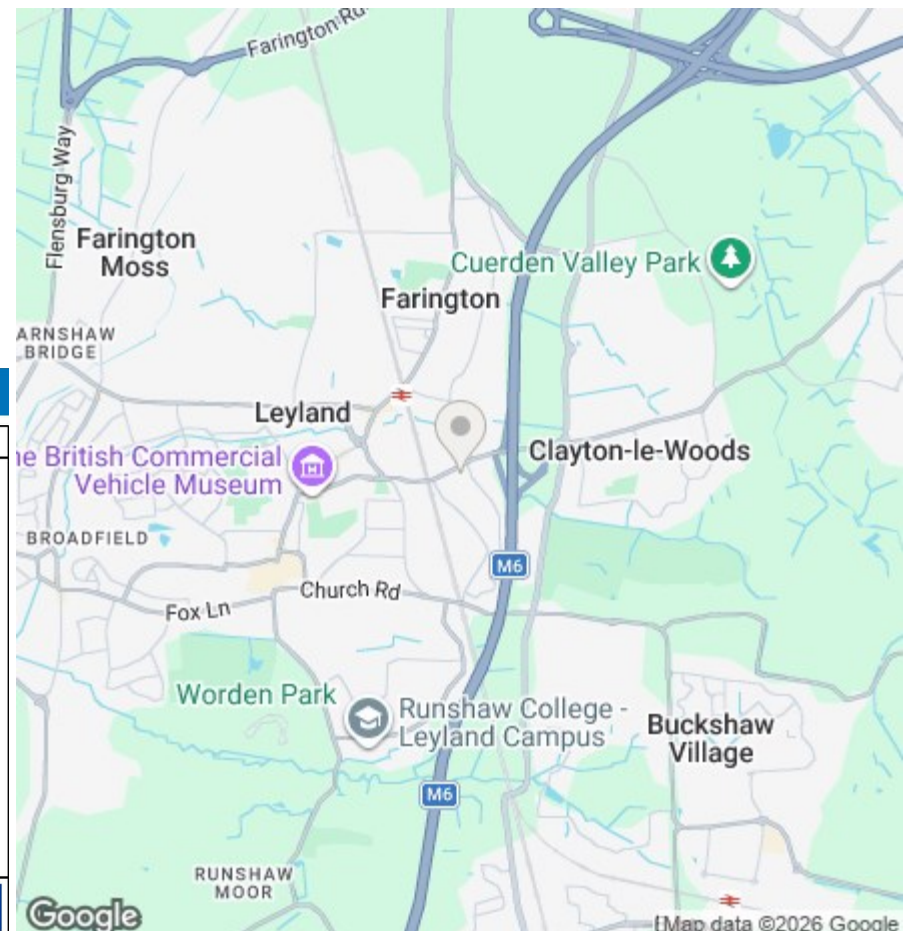 Farington Rd
Flensburg Way
Farington
Moss
Cuerden Valley Park
Farington
ARNSHAW
BRIDGE
Leyland
he British Commercial
Vehicle Museum
Clayton-le-Woods
BROADFIELD
M6
Church Rd
Fox Ln
Worden Park
Runshaw College -
Leyland Campus
Buckshaw
Village
M6
RUNSHAW
MOOR
Google
Map data ©2026 Google